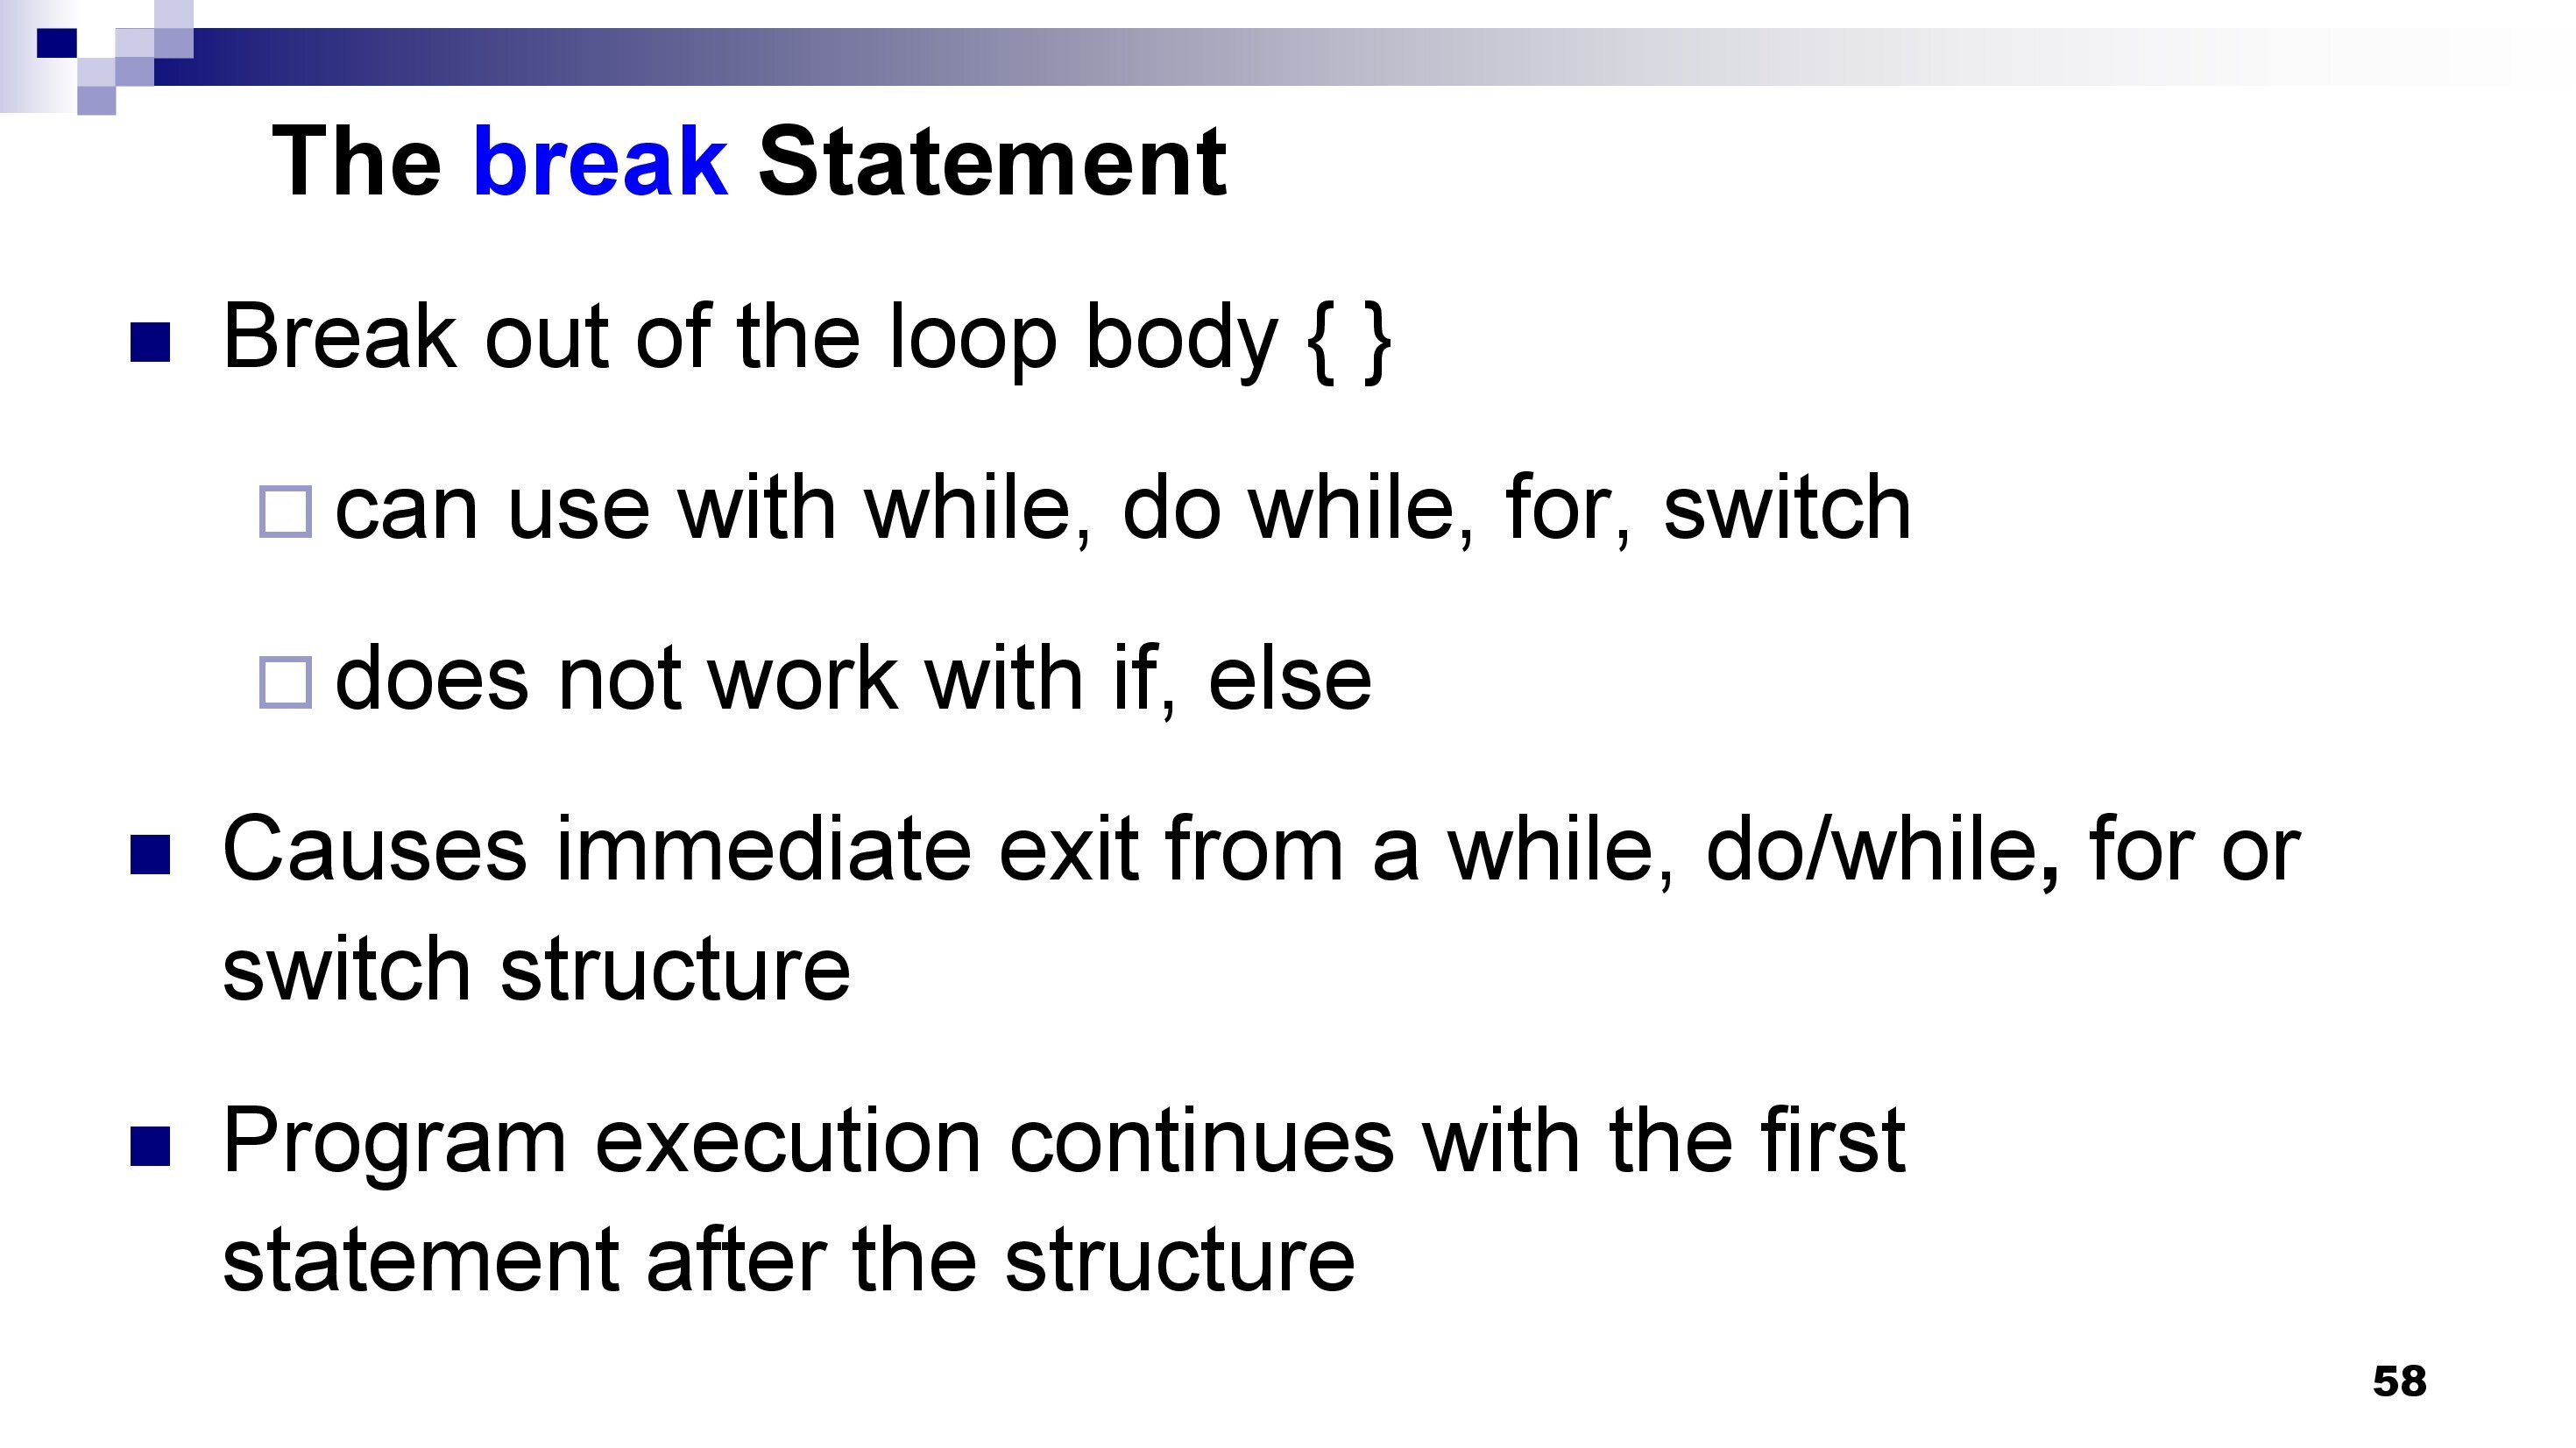 The break Statement
Break out of the loop body { }
can use with while, do while, for, switch
does not work with if, else
Causes immediate exit from a while, do/while, for or
switch structure
Program execution continues with the first
statement after the structure
58